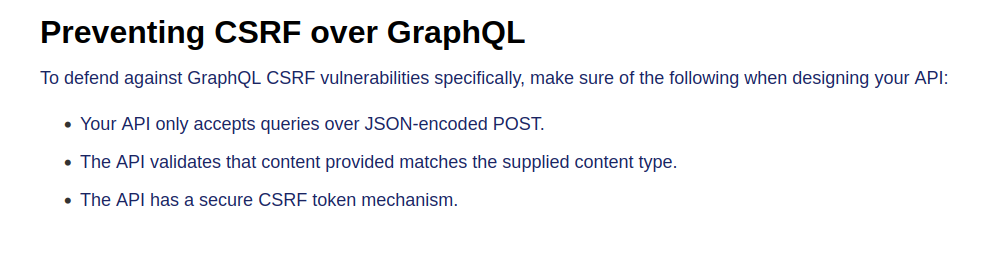 Preventing CSRF over GraphQL
To defend against GraphQL CSRF vulnerabilities specifically, make sure of the following when designing your API:
• Your API only accepts queries over JSON-encoded POST.
• The API validates that content provided matches the supplied content type.
• The API has a secure CSRF token mechanism.